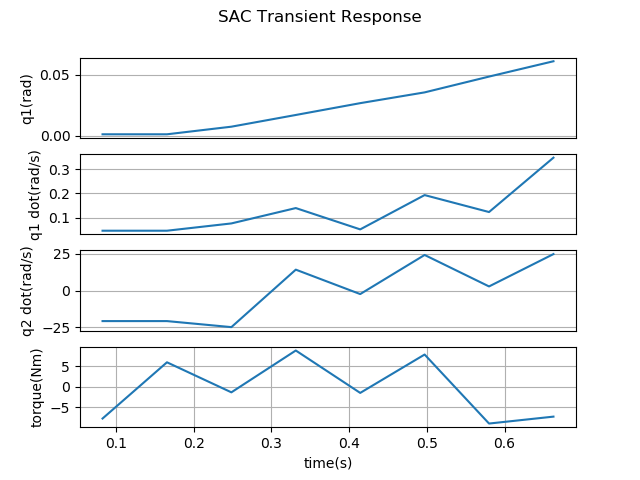 SAC Transient Response
q1(rad)
0.05
0.00
q1 dot(rad/s)
0.3
0.2
0.1
q2 dot(rad/s)
25
0
−25
torque(Nm)
5
0
−5
0.1 0.2 0.3 0.4 0.5 0.6
time(s)